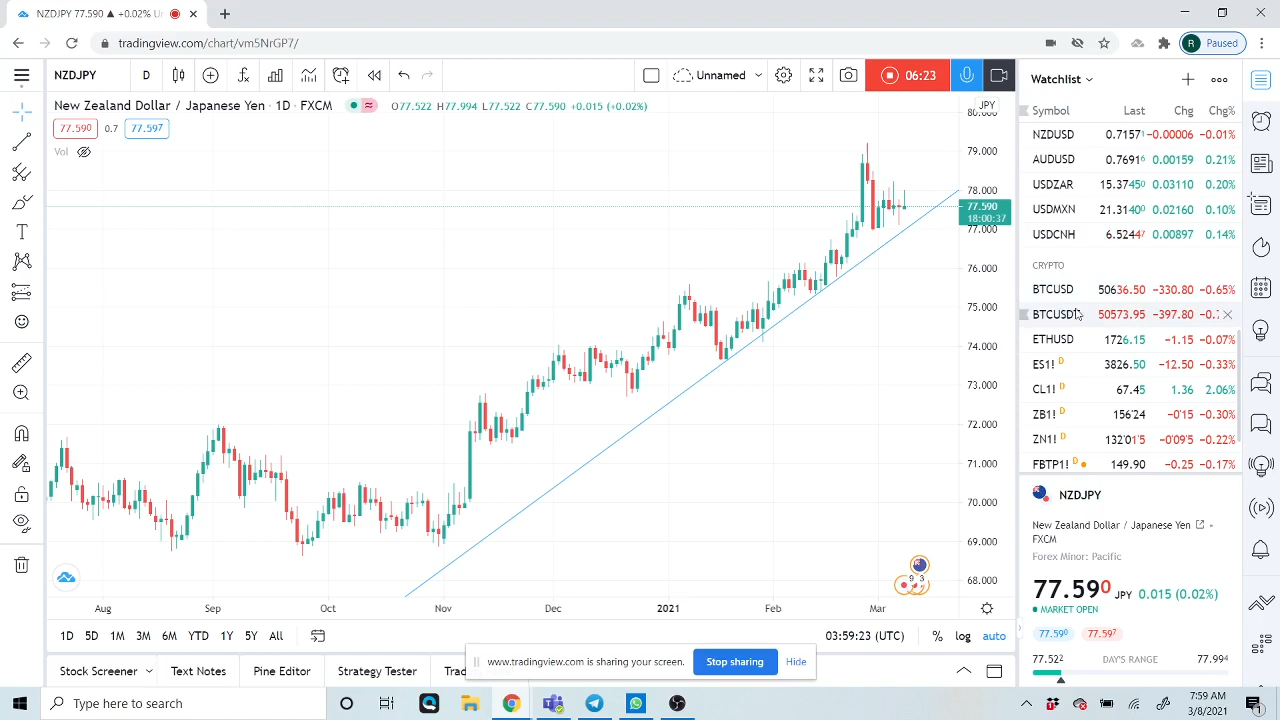 NZDJPY 77.590 ▲ +0.02% Un
tradingview.com/chart/vm5NrGP7/
R Paused
NZDJPY D Unnamed 06:23 Watchlist
New Zealand Dollar / Japanese Yen · 1D · FXCM O77.522 H77.994 L77.522 C77.590 +0.015 (+0.02%) JPY
77.590 0.7 77.597
Vol
80.000
79.000
78.000
77.590
18:00:37
77.000
76.000
75.000
74.000
73.000
72.000
71.000
70.000
69.000
68.000
9 3
Aug Sep Oct Nov Dec 2021 Feb Mar
1D 5D 1M 3M 6M YTD 1Y 5Y All 03:59:23 (UTC) % log auto
Stock Screener Text Notes Pine Editor Strategy Tester Tra
www.tradingview.com is sharing your screen. Stop sharing Hide
Symbol Last Chg Chg%
NZDUSD 0.7157¹ −0.00006 −0.01%
AUDUSD 0.7691⁶ 0.00159 0.21%
USDZAR 15.3745⁰ 0.03110 0.20%
USDMXN 21.3140⁰ 0.02160 0.10%
USDCNH 6.5244⁷ 0.00897 0.14%
CRYPTO
BTCUSD 50636.50 −330.80 −0.65%
BTCUSDT 50573.95 −397.80 −0.7
ETHUSD 1726.15 −1.15 −0.07%
ES1! D 3826.50 −12.50 −0.33%
CL1! D 67.45 1.36 2.06%
ZB1! D 156'24 −0'15 −0.30%
ZN1! D 132'01'5 −0'09'5 −0.22%
FBTP1! D 149.90 −0.25 −0.17%
NZDJPY
New Zealand Dollar / Japanese Yen
FXCM
Forex Minor: Pacific
77.59⁰ JPY 0.015 (0.02%)
MARKET OPEN
77.59⁰ 77.59⁷
77.52² DAY'S RANGE 77.99⁴
Type here to search
7:59 AM
3/8/2021